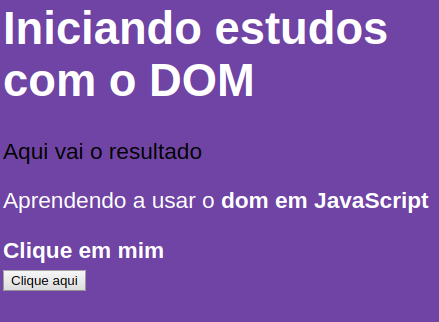 Iniciando estudos
com o DOM
Aqui vai o resultado
Aprendendo a usar o dom em JavaScript
Clique em mim
Clique aqui